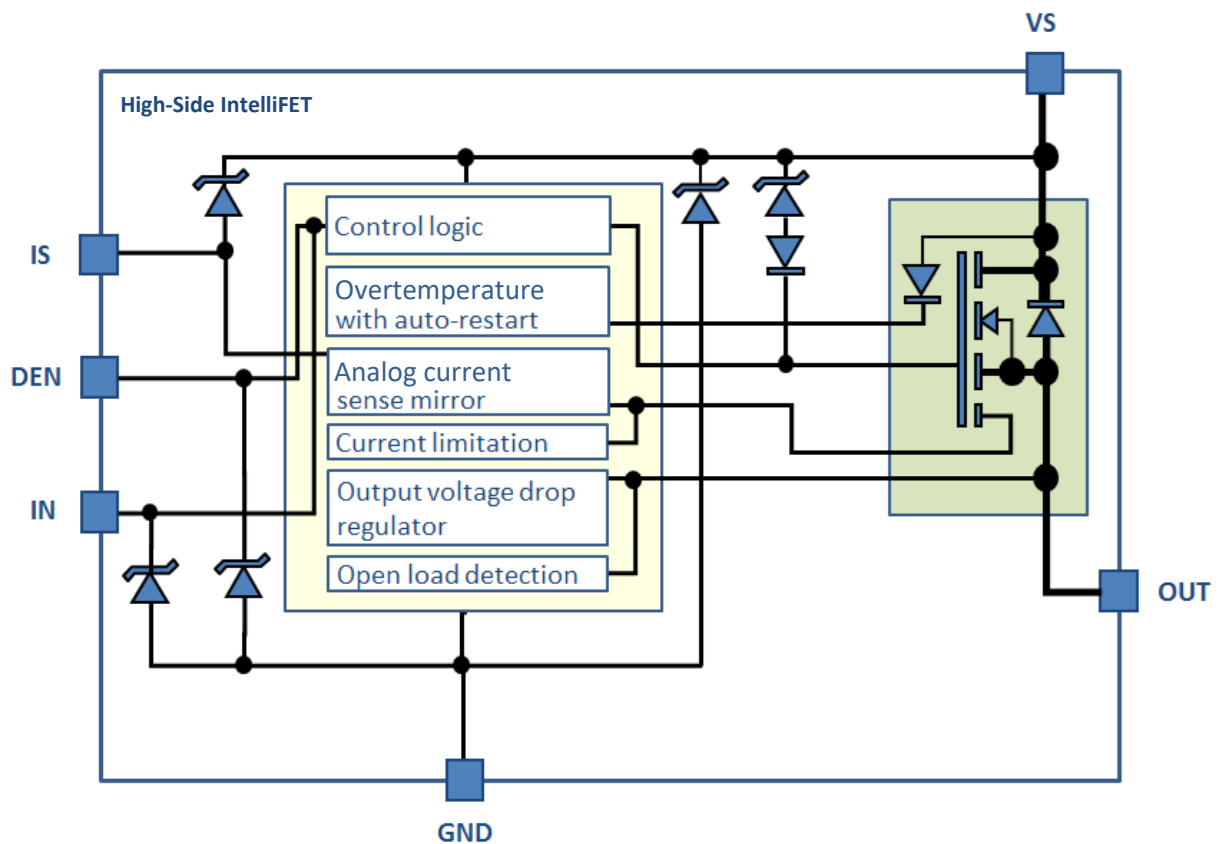 VS
High-Side IntelliFET
Control logic
IS
Overtemperature
with auto-restart
DEN
Analog current
sense mirror
Current limitation
IN
Output voltage drop
regulator
Open load detection
OUT
GND